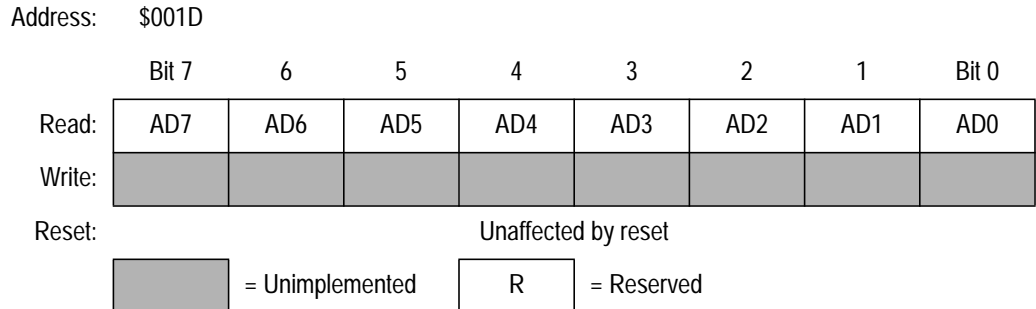 Address: $001D
Bit 7 6 5 4 3 2 1 Bit 0
Read: AD7 AD6 AD5 AD4 AD3 AD2 AD1 AD0
Write:
Reset: Unaffected by reset
= Unimplemented R = Reserved